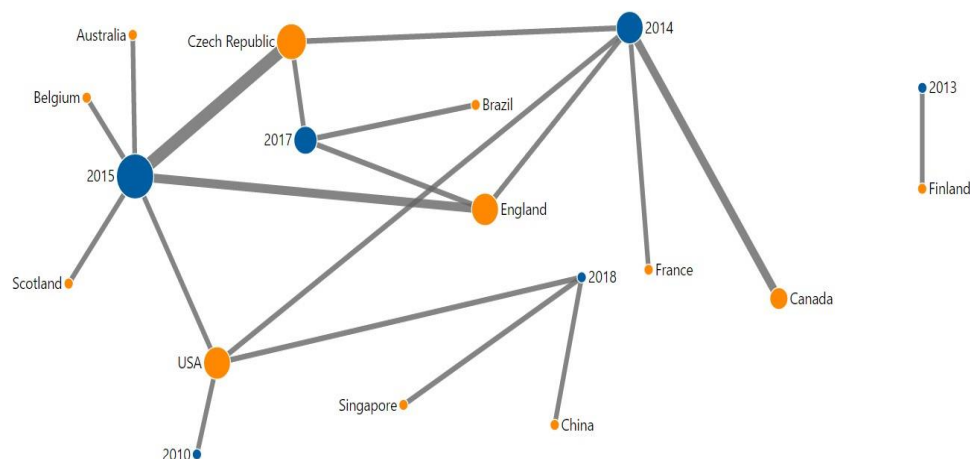 2014
Australia
Czech Republic
2013
Belgium
Brazil
2017
2015
Finland
England
France
2018
Scotland
Canada
USA
Singapore
China
2010